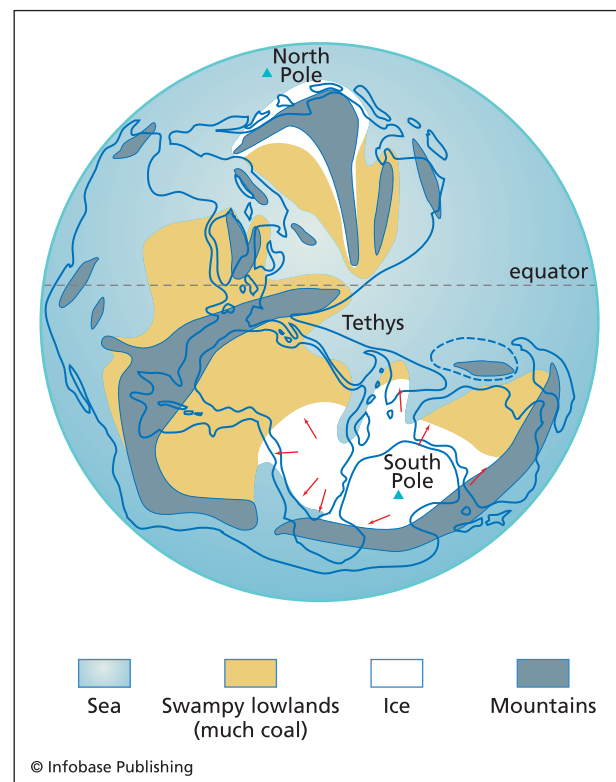 North
Pole
equator
Tethys
South
Pole
Sea
Swampy lowlands
(much coal)
Ice
Mountains
© Infobase Publishing